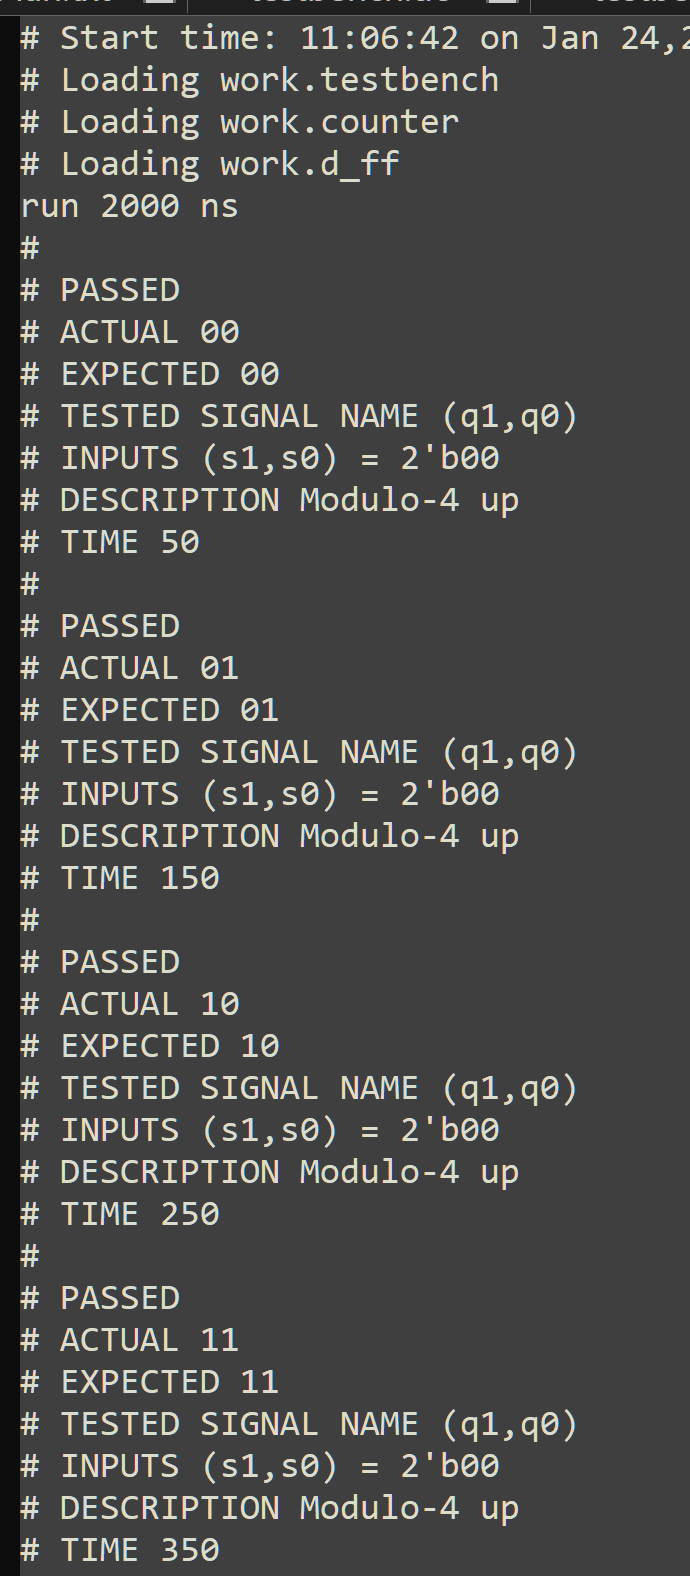 # Start time: 11:06:42 on Jan 24,
# Loading work.testbench
# Loading work.counter
# Loading work.d_ff
run 2000 ns
#
# PASSED
# ACTUAL 00
# EXPECTED 00
# TESTED SIGNAL NAME (q1,q0)
# INPUTS (s1,s0) = 2'b00
# DESCRIPTION Modulo-4 up
# TIME 50
#
# PASSED
# ACTUAL 01
# EXPECTED 01
# TESTED SIGNAL NAME (q1,q0)
# INPUTS (s1,s0) = 2'b00
# DESCRIPTION Modulo-4 up
# TIME 150
#
# PASSED
# ACTUAL 10
# EXPECTED 10
# TESTED SIGNAL NAME (q1,q0)
# INPUTS (s1,s0) = 2'b00
# DESCRIPTION Modulo-4 up
# TIME 250
#
# PASSED
# ACTUAL 11
# EXPECTED 11
# TESTED SIGNAL NAME (q1,q0)
# INPUTS (s1,s0) = 2'b00
# DESCRIPTION Modulo-4 up
# TIME 350